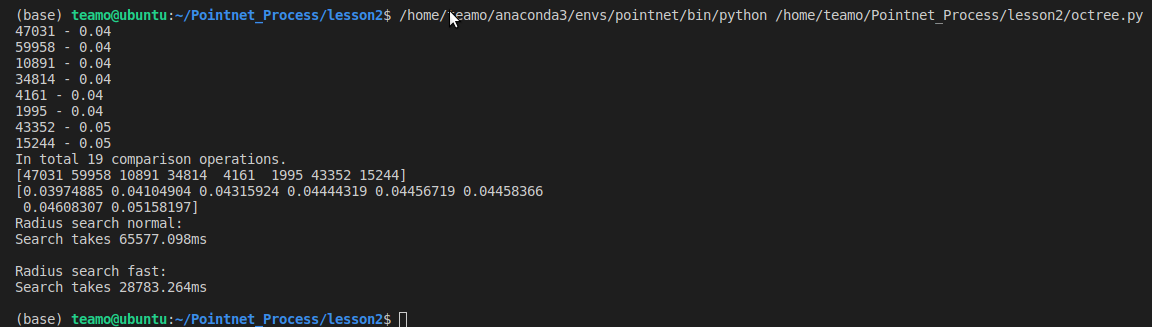 (base) teamo@ubuntu:~/Pointnet_Process/lesson2$ /home/teamo/anaconda3/envs/pointnet/bin/python /home/teamo/Pointnet_Process/lesson2/octree.py
47031 - 0.04
59958 - 0.04
10891 - 0.04
34814 - 0.04
4161 - 0.04
1995 - 0.04
43352 - 0.05
15244 - 0.05
In total 19 comparison operations.
[47031 59958 10891 34814  4161  1995 43352 15244]
[0.03974885 0.04104904 0.04315924 0.04444319 0.04456719 0.04458366
 0.04608307 0.05158197]
Radius search normal:
Search takes 65577.098ms

Radius search fast:
Search takes 28783.264ms

(base) teamo@ubuntu:~/Pointnet_Process/lesson2$